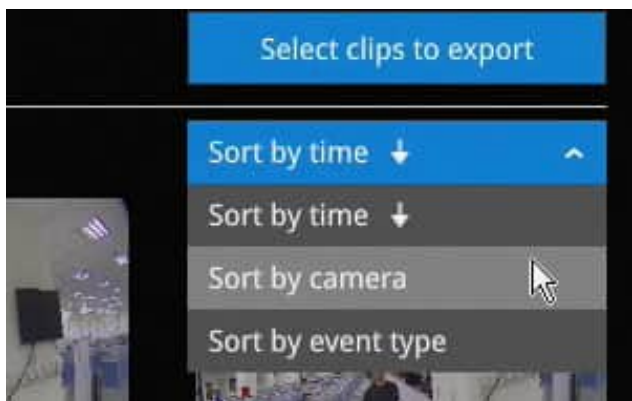 Select clips to export
Sort by time ↓
Sort by time ↓
Sort by camera
Sort by event type